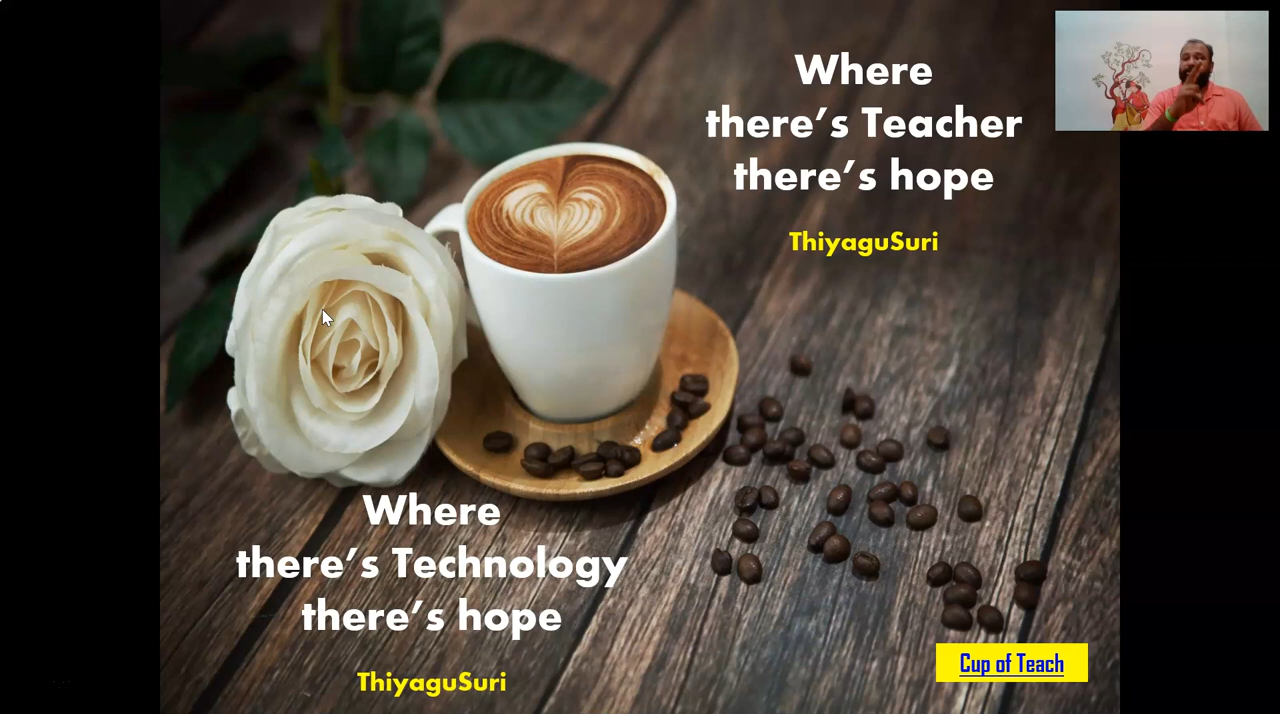 Where
there's Teacher
there's hope
ThiyaguSuri
Where
there's Technology
there's hope
ThiyaguSuri
Cup of Teach